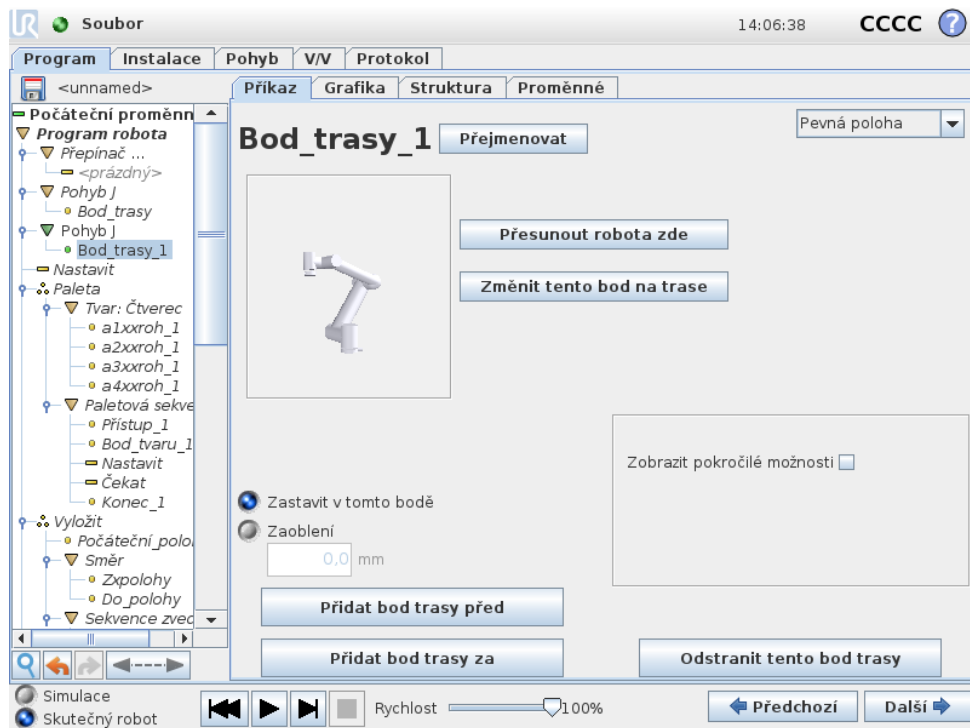 UR Soubor 14:06:38 CCCC ?
Program Instalace Pohyb V/V Protokol
<unnamed>
Příkaz Grafika Struktura Proměnné
Počáteční proměnn
Program robota
Přepínač ...
<prázdný>
Pohyb J
Bod_trasy
Pohyb J
Bod_trasy_1
Nastavit
Paleta
Tvar: Čtverec
a1xxroh_1
a2xxroh_1
a3xxroh_1
a4xxroh_1
Paletová sekve
Přístup_1
Bod_tvaru_1
Nastavit
Čekat
Konec_1
Vyložit
Počáteční_polo
Směr
Zxpolohy
Do_polohy
Sekvence zved
Bod_trasy_1 Přejmenovat
Pevná poloha
Přesunout robota zde
Změnit tento bod na trase
Zobrazit pokročilé možnosti
Zastavit v tomto bodě
Zaoblení
0,0 mm
Přidat bod trasy před
Přidat bod trasy za
Odstranit tento bod trasy
Simulace
Skutečný robot
Rychlost 100%
Předchozí Další